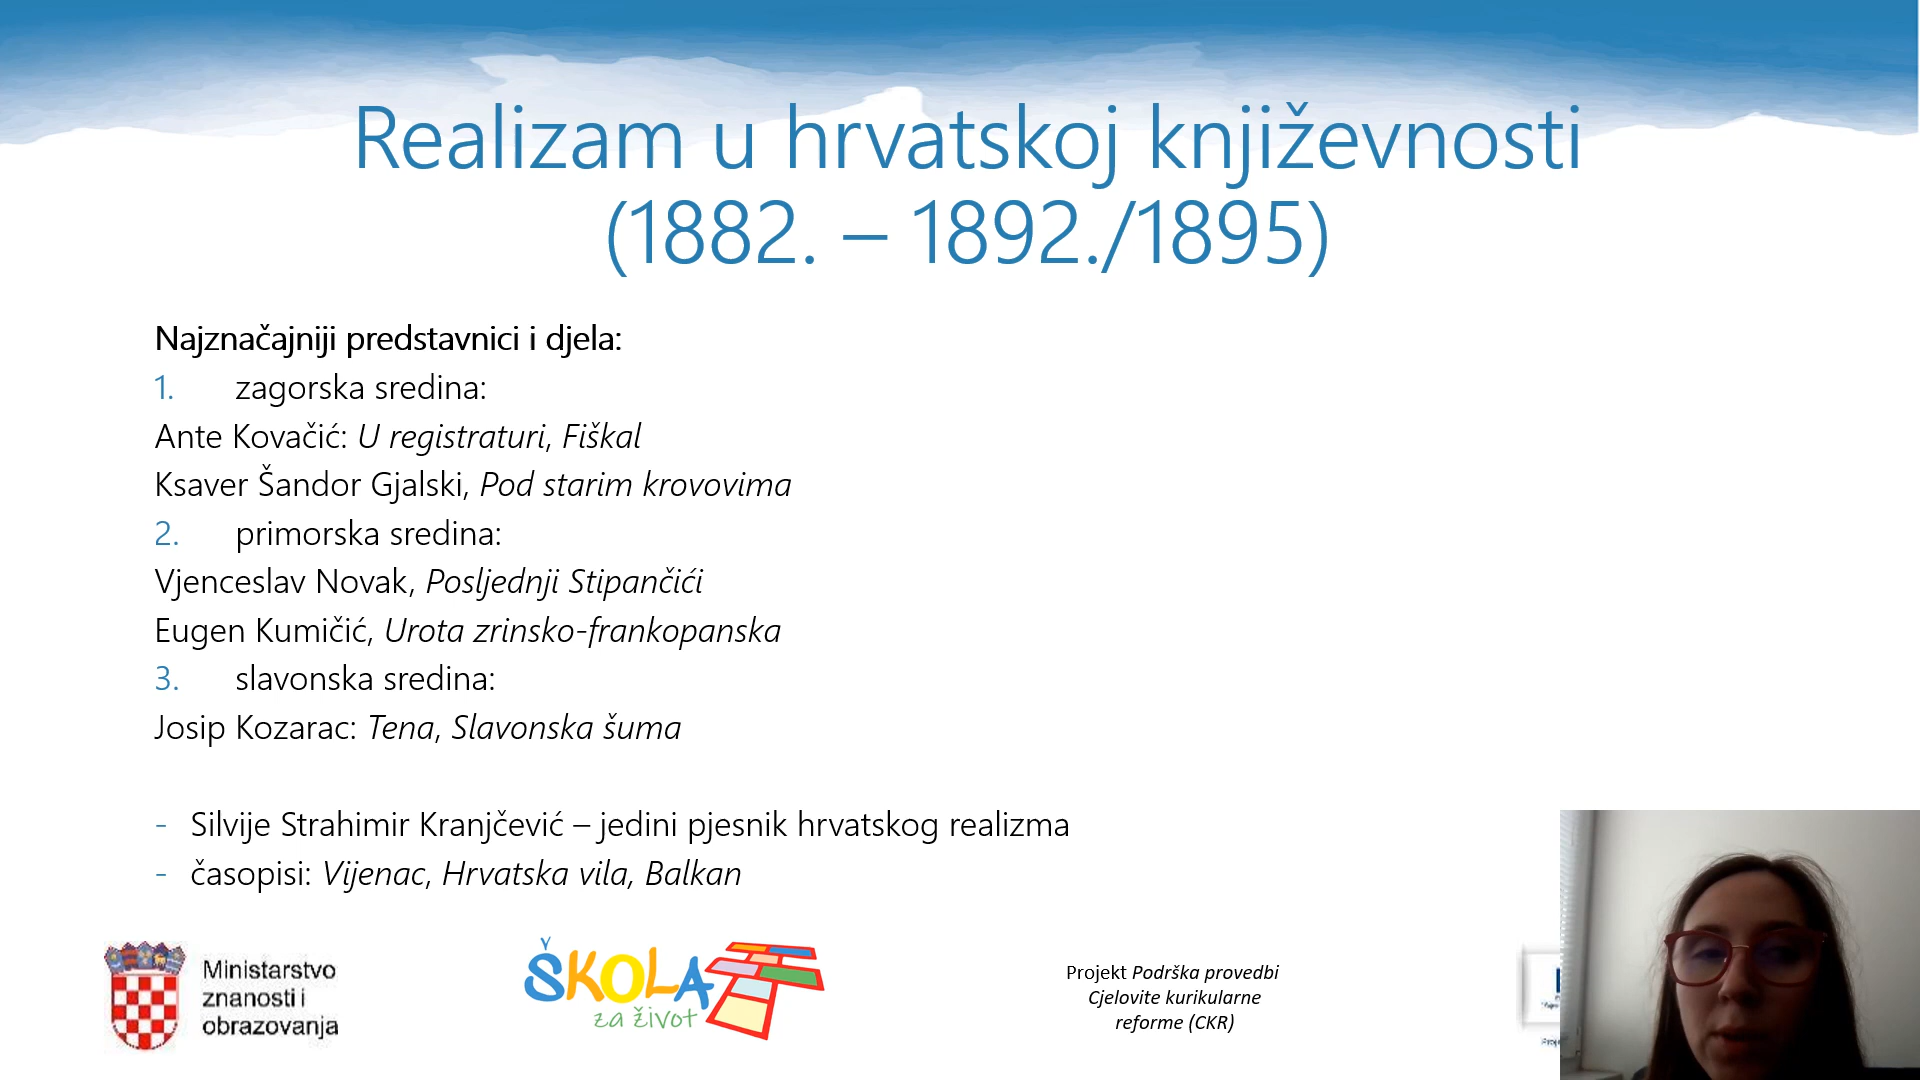 Realizam u hrvatskoj književnosti
(1882. – 1892./1895)
Najznačajniji predstavnici i djela:
1. zagorska sredina:
Ante Kovačić: U registraturi, Fiškal
Ksaver Šandor Gjalski, Pod starim krovovima
2. primorska sredina:
Vjenceslav Novak, Posljednji Stipančići
Eugen Kumičić, Urota zrinsko-frankopanska
3. slavonska sredina:
Josip Kozarac: Tena, Slavonska šuma
- Silvije Strahimir Kranjčević – jedini pjesnik hrvatskog realizma
- časopisi: Vijenac, Hrvatska vila, Balkan
Ministarstvo
znanosti i
obrazovanja
ŠKOLA
za život
Projekt Podrška provedbi
Cjelovite kurikularne
reforme (CKR)